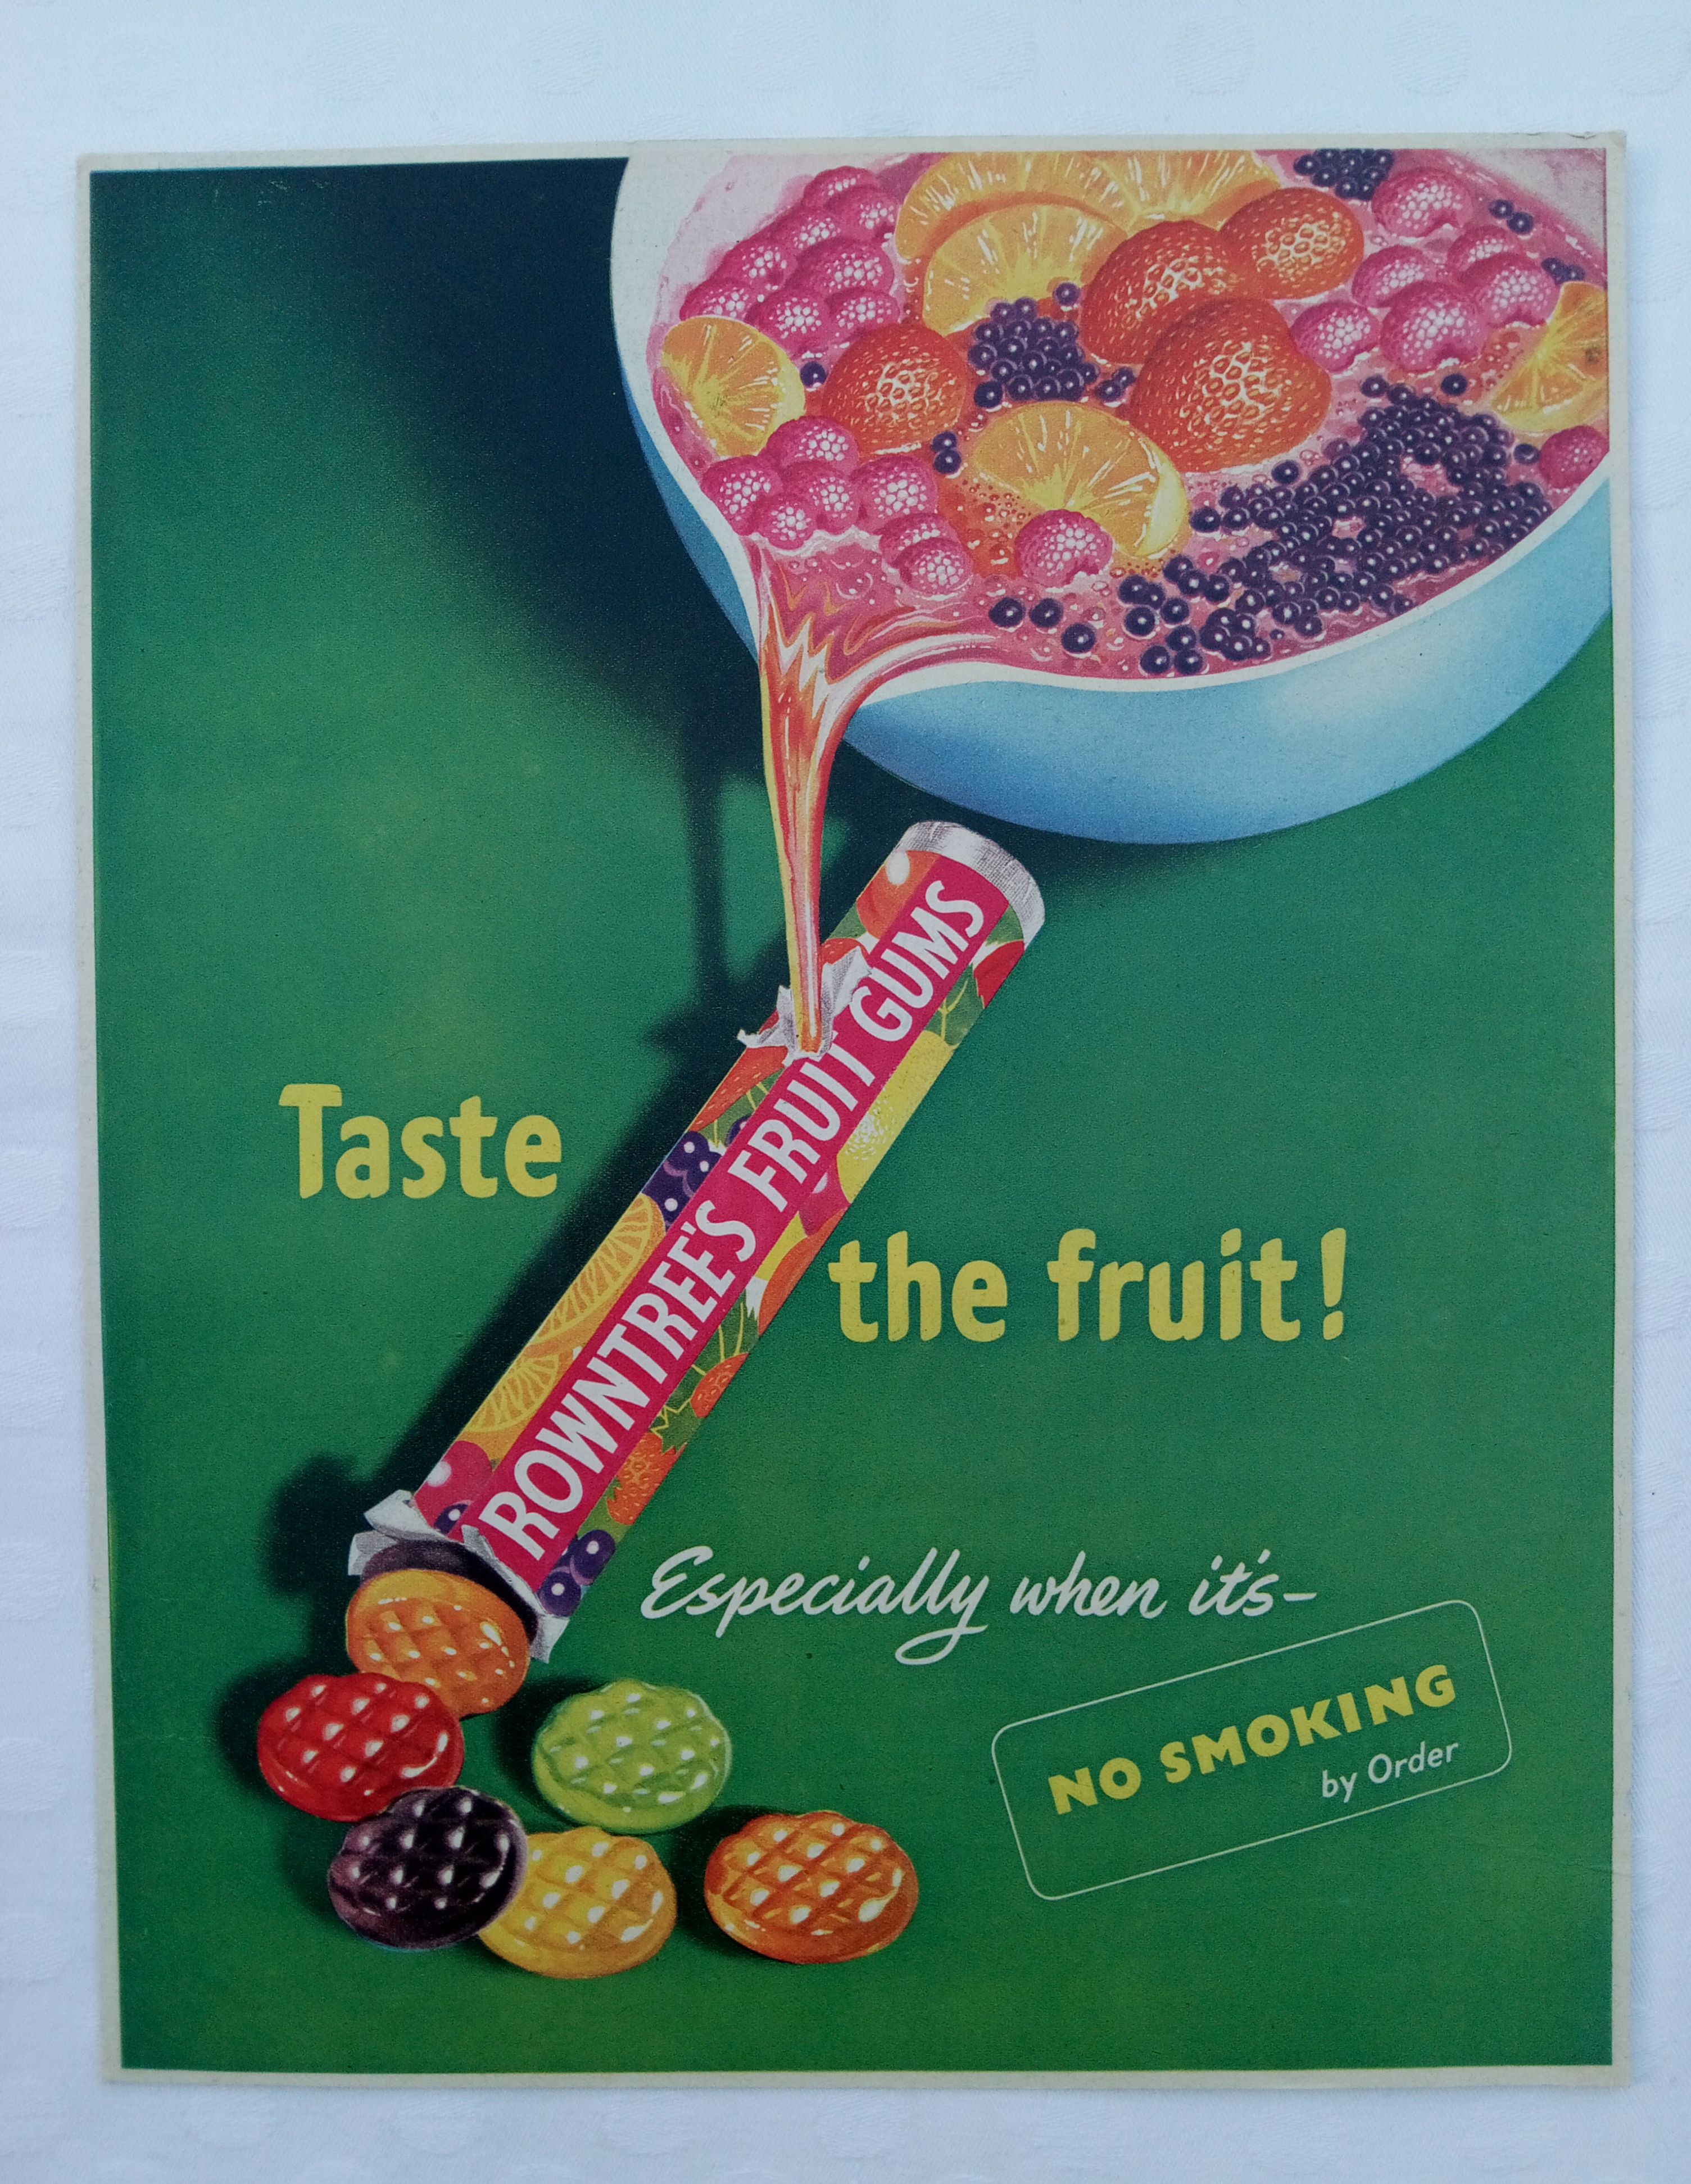 ROWNTREE'S FRUIT GUMS
Taste
the fruit!
Especially when it's–
NO SMOKING
by Order